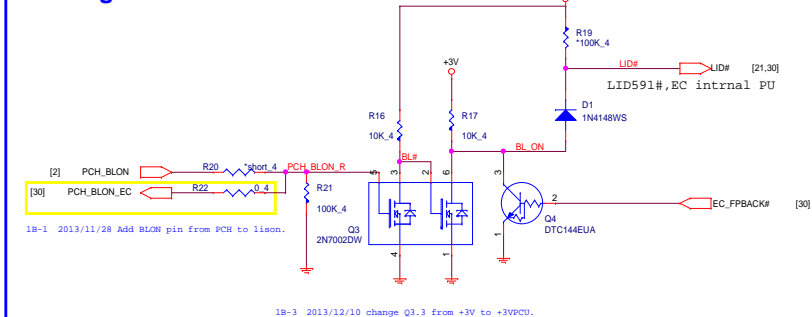 R19
*100K_4
+3V
LID#
LID# [21,30]
LID591#,EC intrnal PU
D1
1N4148WS
R16
10K_4
R17
10K_4
BL#
BL_ON
[2] PCH_BLON
R20
*short_4
PCH_BLON_R
5
3
2
6
3
[30] PCH_BLON_EC
R22
0_4
R21
100K_4
2
EC_FPBACK# [30]
Q4
DTC144EUA
1B-1 2013/11/28 Add BLON pin from PCH to lison.
Q3
2N7002DW
4
1
1
1B-3 2013/12/10 change Q3.3 from +3V to +3VPCU.